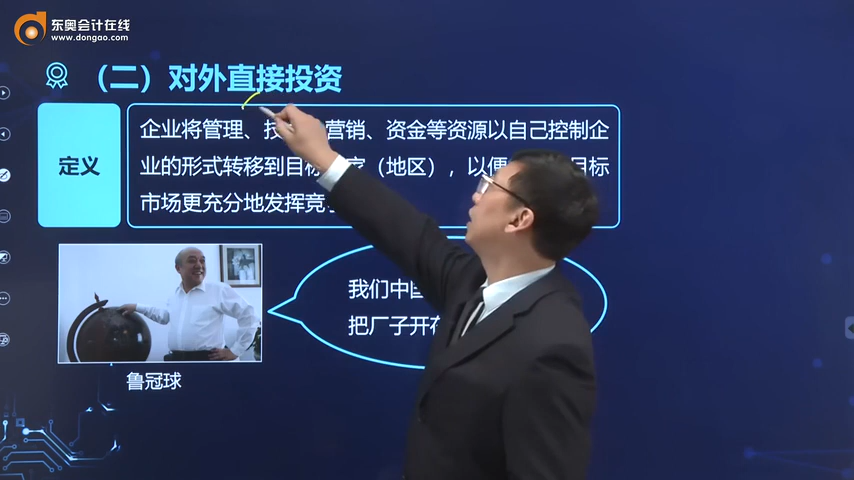 东奥会计在线
www.dongao.com
（二）对外直接投资
定义
企业将管理、技 营销、资金等资源以自己控制企
业的形式转移到目标 （地区），以便 目标
市场更充分地发挥竞
我们中国
把厂子开在
鲁冠球